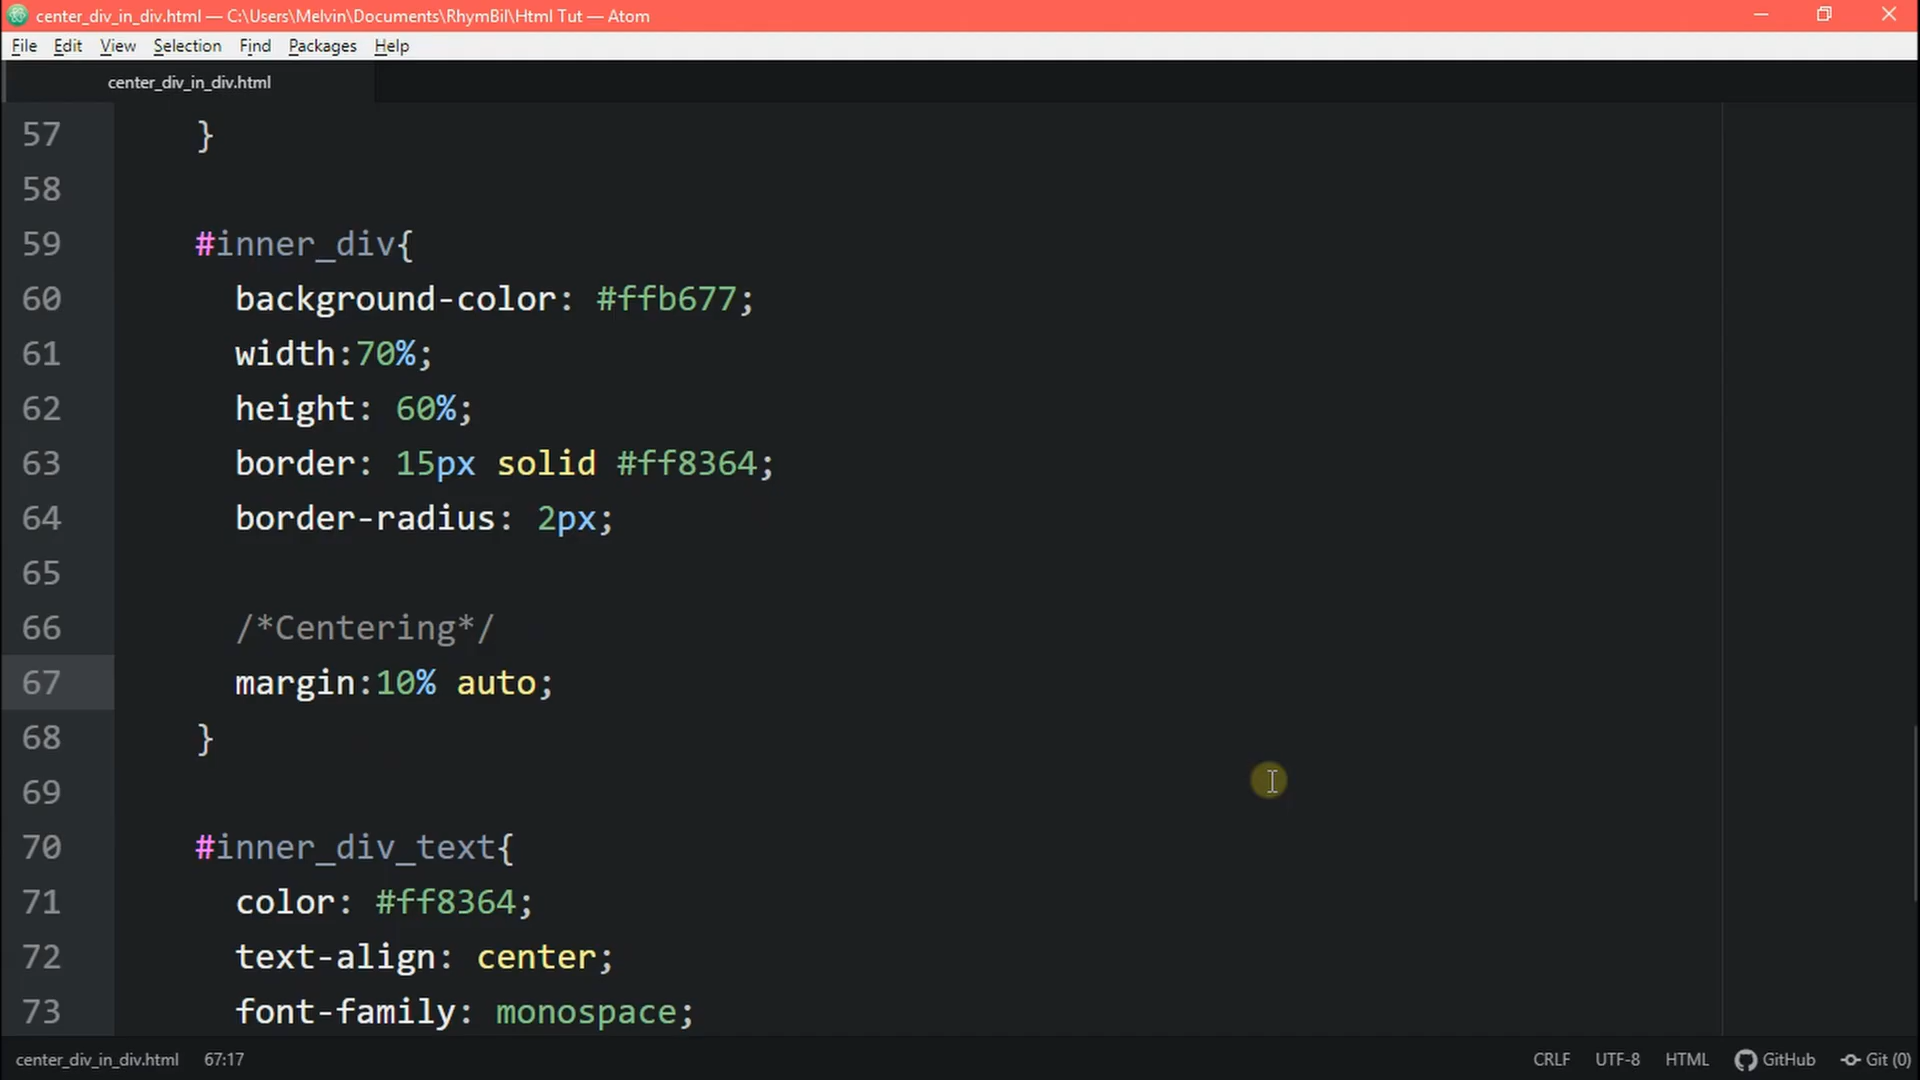 center_div_in_div.html — C:\Users\Melvin\Documents\RhymBil\Html Tut — Atom
File Edit View Selection Find Packages Help
center_div_in_div.html
57 }
58
59 #inner_div{
60 background-color: #ffb677;
61 width:70%;
62 height: 60%;
63 border: 15px solid #ff8364;
64 border-radius: 2px;
65
66 /*Centering*/
67 margin:10% auto;
68 }
69
70 #inner_div_text{
71 color: #ff8364;
72 text-align: center;
73 font-family: monospace;
center_div_in_div.html 67:17 CRLF UTF-8 HTML GitHub Git (0)